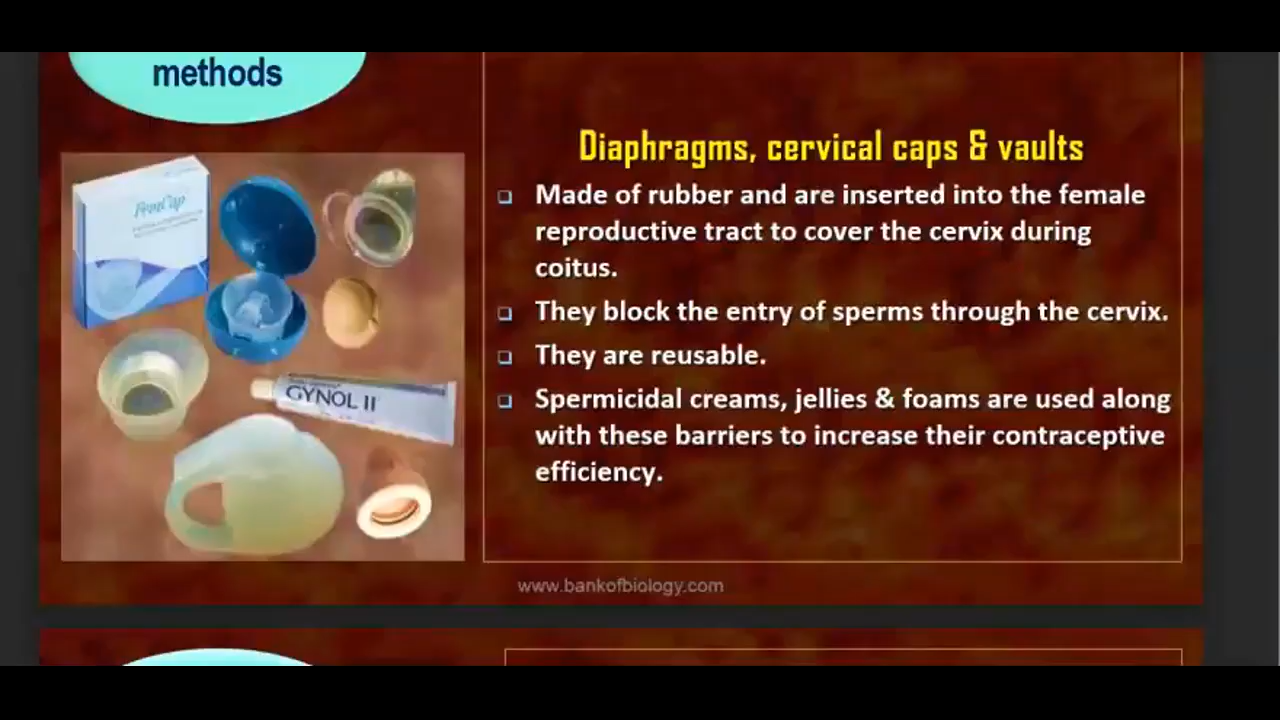 methods
Diaphragms, cervical caps & vaults
❑ Made of rubber and are inserted into the female
reproductive tract to cover the cervix during
coitus.
❑ They block the entry of sperms through the cervix.
❑ They are reusable.
❑ Spermicidal creams, jellies & foams are used along
with these barriers to increase their contraceptive
efficiency.
FemCap
GYNOL II
www.bankofbiology.com